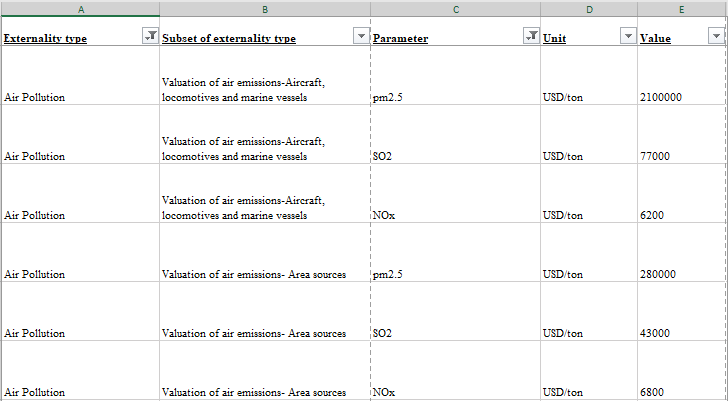 A B C D E
Externality type Subset of externality type Parameter Unit Value
Valuation of air emissions-Aircraft,
Air Pollution locomotives and marine vessels pm2.5 USD/ton 2100000
Valuation of air emissions-Aircraft,
Air Pollution locomotives and marine vessels SO2 USD/ton 77000
Valuation of air emissions-Aircraft,
Air Pollution locomotives and marine vessels NOx USD/ton 6200
Air Pollution Valuation of air emissions- Area sources pm2.5 USD/ton 280000
Air Pollution Valuation of air emissions- Area sources SO2 USD/ton 43000
Air Pollution Valuation of air emissions- Area sources NOx USD/ton 6800